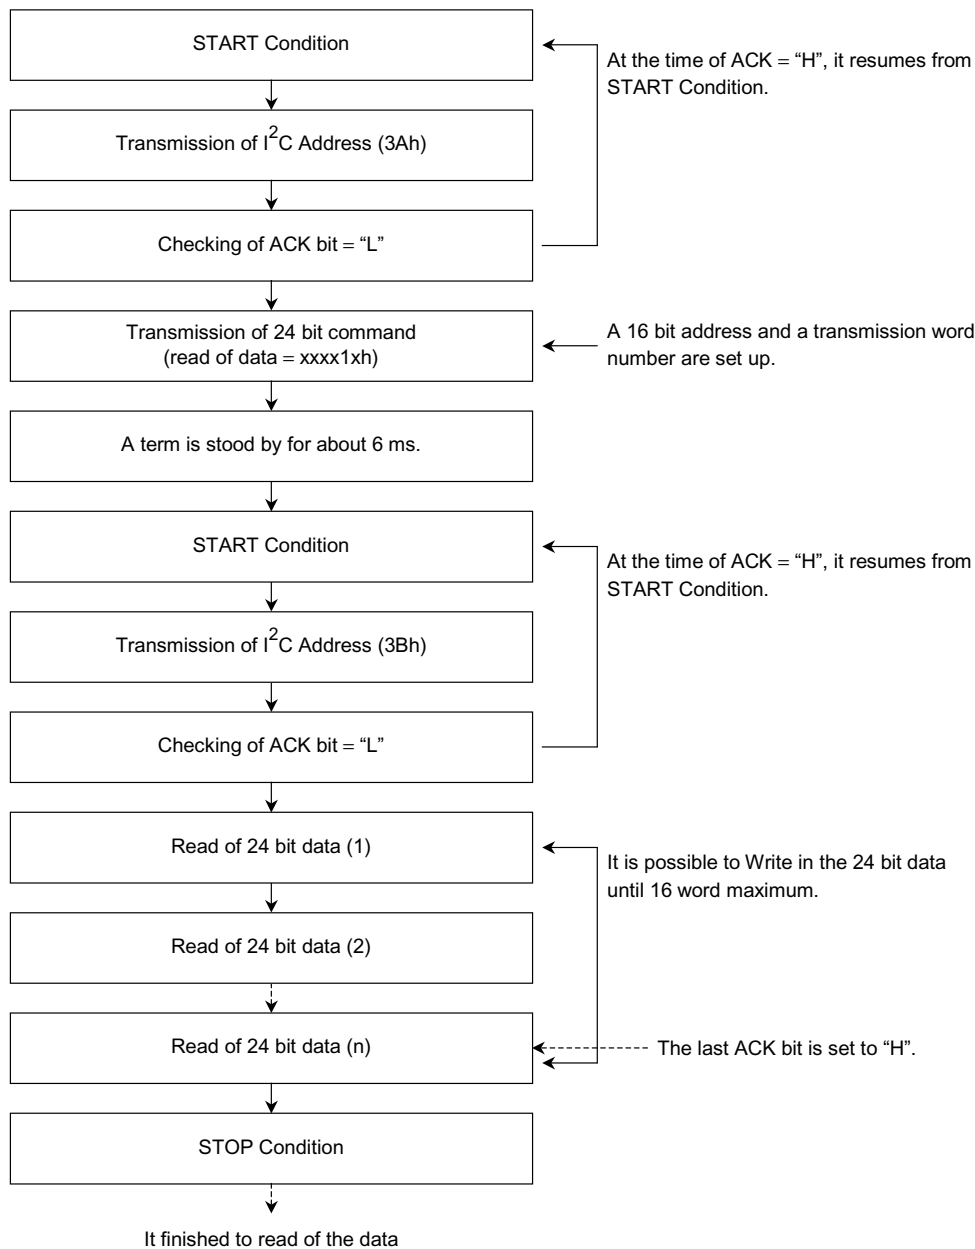 START Condition
At the time of ACK = “H”, it resumes from
START Condition.
Transmission of I²C Address (3Ah)
Checking of ACK bit = “L”
Transmission of 24 bit command
(read of data = xxxx1xh)
A 16 bit address and a transmission word
number are set up.
A term is stood by for about 6 ms.
START Condition
At the time of ACK = “H”, it resumes from
START Condition.
Transmission of I²C Address (3Bh)
Checking of ACK bit = “L”
Read of 24 bit data (1)
It is possible to Write in the 24 bit data
until 16 word maximum.
Read of 24 bit data (2)
Read of 24 bit data (n)
The last ACK bit is set to “H”.
STOP Condition
It finished to read of the data